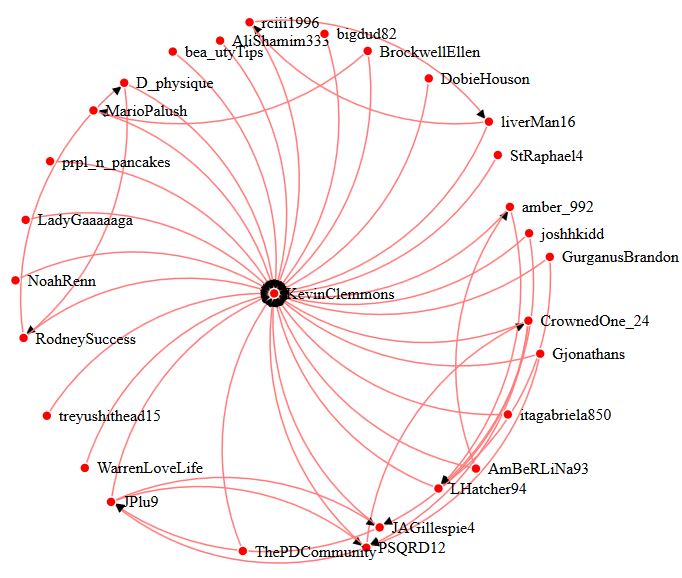 rciii1996
bigdud82
AliShamim333
bea_utyTips
BrockwellEllen
DobieHouson
D_physique
MarioPalush
liverMan16
StRaphael4
prpl_n_pancakes
amber_992
LadyGaaaaaga
joshhkidd
GurganusBrandon
NoahRenn
KevinClemmons
CrownedOne_24
RodneySuccess
Gjonathans
treyushithead15
itagabriela850
WarrenLoveLife
AmBeRLiNa93
LHatcher94
JPlu9
JAGillespie4
ThePDCommunity
PSQRD12